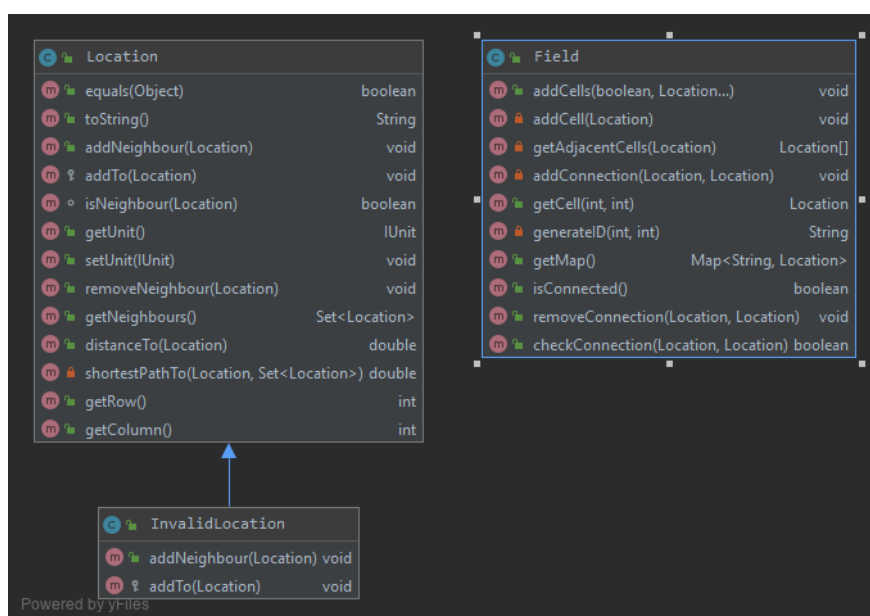 Location
equals(Object) boolean
toString() String
addNeighbour(Location) void
addTo(Location) void
isNeighbour(Location) boolean
getUnit() IUnit
setUnit(IUnit) void
removeNeighbour(Location) void
getNeighbours() Set<Location>
distanceTo(Location) double
shortestPathTo(Location, Set<Location>) double
getRow() int
getColumn() int
Field
addCells(boolean, Location...) void
addCell(Location) void
getAdjacentCells(Location) Location[]
addConnection(Location, Location) void
getCell(int, int) Location
generateID(int, int) String
getMap() Map<String, Location>
isConnected() boolean
removeConnection(Location, Location) void
checkConnection(Location, Location) boolean
InvalidLocation
addNeighbour(Location) void
addTo(Location) void
Powered by yFiles